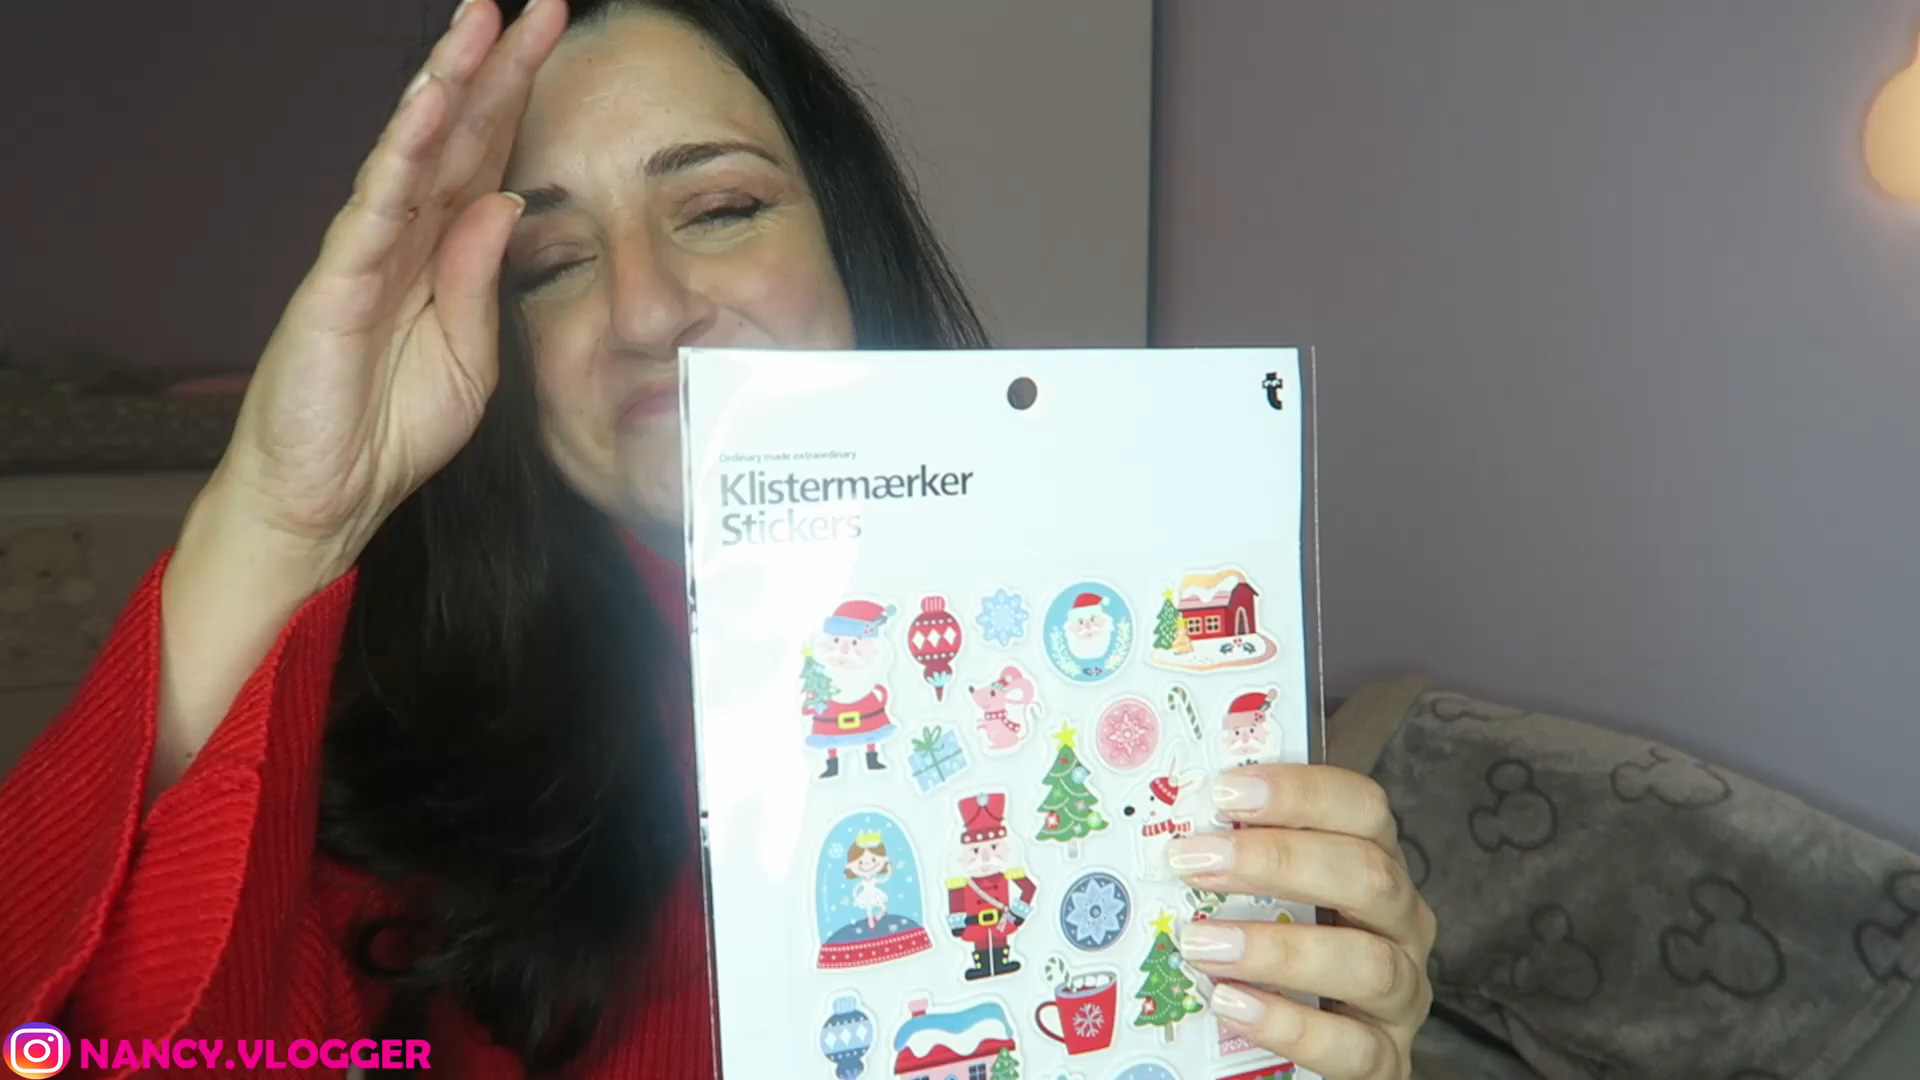 t
Ordinary made extraordinary
Klistermærker
Stickers
NANCY.VLOGGER